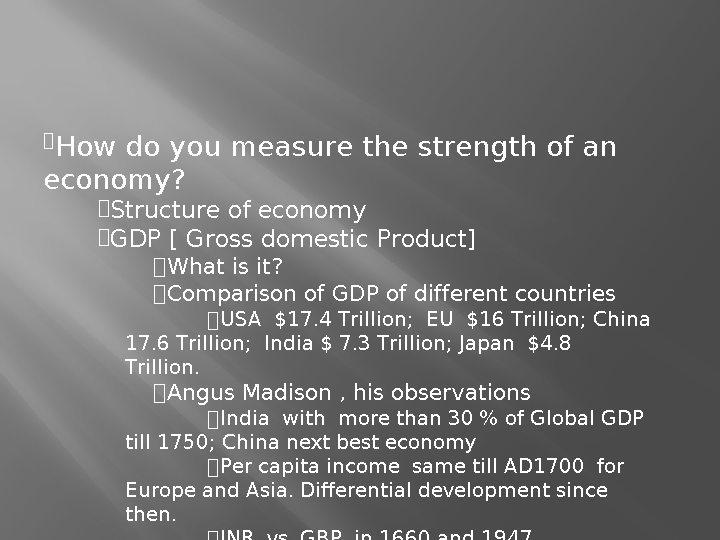 How do you measure the strength of an
economy?
Structure of economy
GDP [ Gross domestic Product]
What is it?
Comparison of GDP of different countries
USA  $17.4 Trillion;  EU  $16 Trillion; China
17.6 Trillion;  India $ 7.3 Trillion; Japan  $4.8
Trillion.
Angus Madison , his observations
India  with  more than 30 % of Global GDP
till 1750; China next best economy
Per capita income  same till AD1700  for
Europe and Asia. Differential development since
then.
INR  vs  GBP  in 1660 and 1947